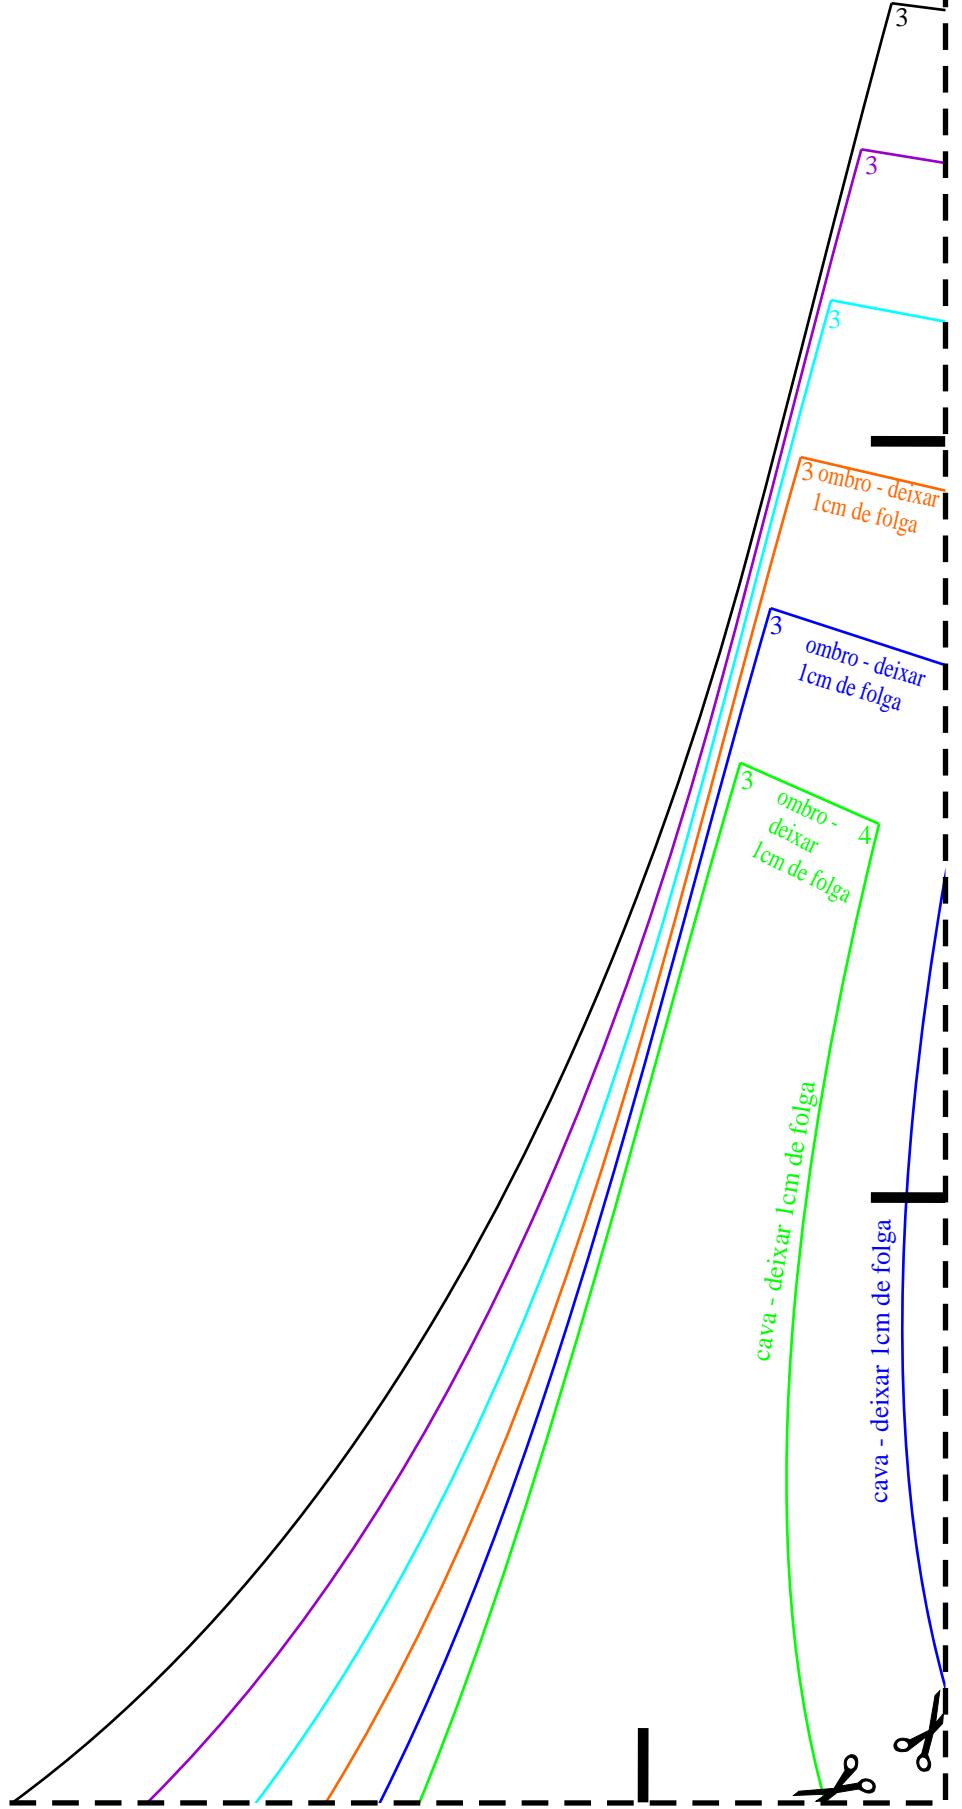 3
3
3
3 ombro - deixar
1cm de folga
3
ombro - deixar
1cm de folga
3
ombro -
deixar
1cm de folga
4
cava - deixar 1cm de folga
cava - deixar 1cm de folga